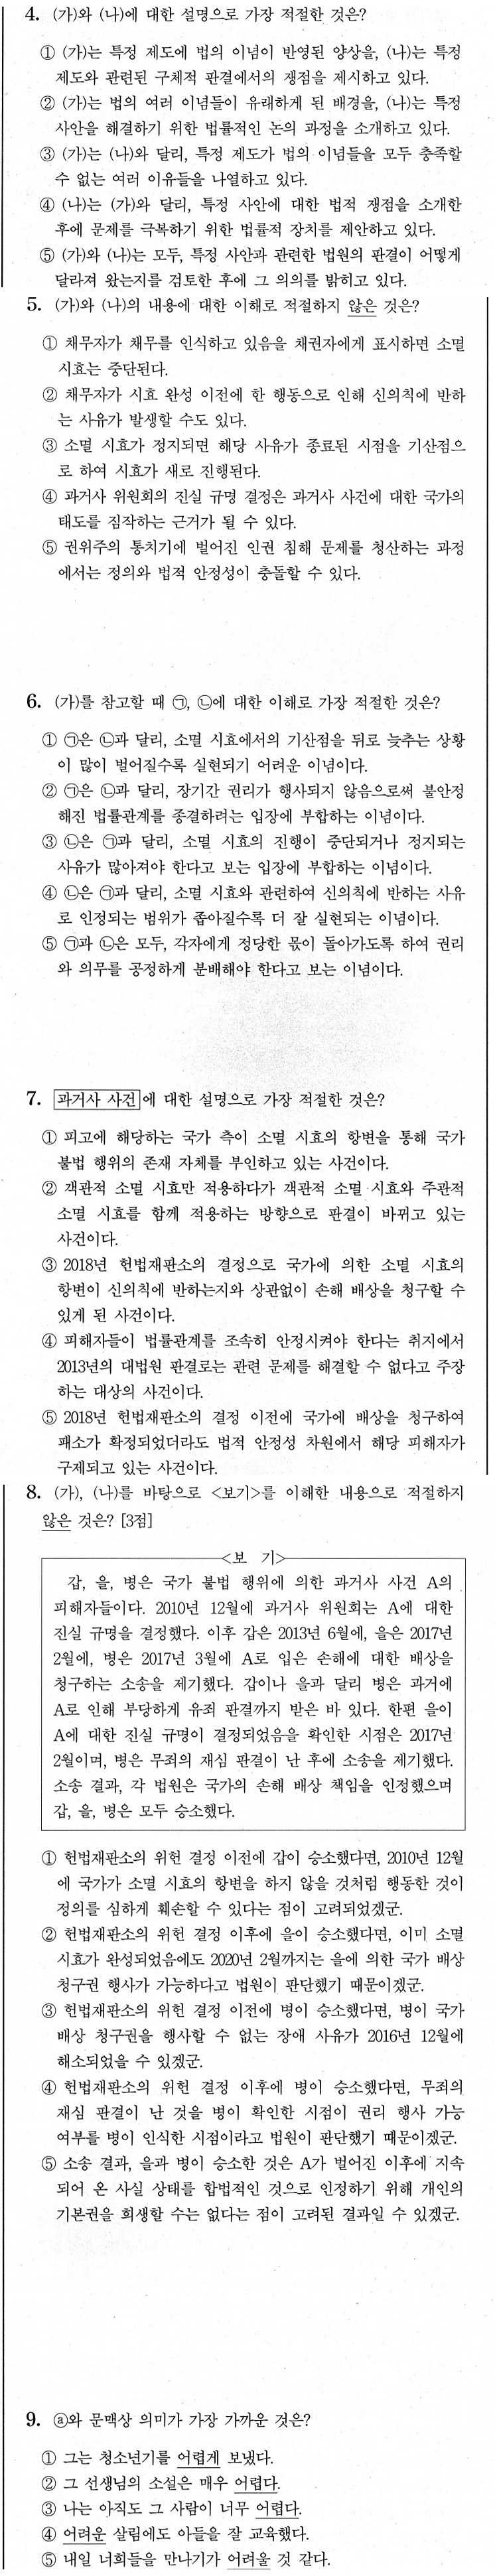 4. (가)와 (나)에 대한 설명으로 가장 적절한 것은?
① (가)는 특정 제도에 법의 이념이 반영된 양상을, (나)는 특정
제도와 관련된 구체적 판결에서의 쟁점을 제시하고 있다.
② (가)는 법의 여러 이념들이 유래하게 된 배경을, (나)는 특정
사안을 해결하기 위한 법률적인 논의 과정을 소개하고 있다.
③ (가)는 (나)와 달리, 특정 제도가 법의 이념들을 모두 충족할
수 없는 여러 이유들을 나열하고 있다.
④ (나)는 (가)와 달리, 특정 사안에 대한 법적 쟁점을 소개한
후에 문제를 극복하기 위한 법률적 장치를 제안하고 있다.
⑤ (가)와 (나)는 모두, 특정 사안과 관련한 법원의 판결이 어떻게
달라져 왔는지를 검토한 후에 그 의의를 밝히고 있다.
5. (가)와 (나)의 내용에 대한 이해로 적절하지 않은 것은?
① 채무자가 채무를 인식하고 있음을 채권자에게 표시하면 소멸
시효는 중단된다.
② 채무자가 시효 완성 이전에 한 행동으로 인해 신의칙에 반하
는 사유가 발생할 수도 있다.
③ 소멸 시효가 정지되면 해당 사유가 종료된 시점을 기산점으
로 하여 시효가 새로 진행된다.
④ 과거사 위원회의 진실 규명 결정은 과거사 사건에 대한 국가의
태도를 짐작하는 근거가 될 수 있다.
⑤ 권위주의 통치기에 벌어진 인권 침해 문제를 청산하는 과정
에서는 정의와 법적 안정성이 충돌할 수 있다.
6. (가)를 참고할 때 ㉠, ㉡에 대한 이해로 가장 적절한 것은?
① ㉠은 ㉡과 달리, 소멸 시효에서의 기산점을 뒤로 늦추는 상황
이 많이 벌어질수록 실현되기 어려운 이념이다.
② ㉠은 ㉡과 달리, 장기간 권리가 행사되지 않음으로써 불안정
해진 법률관계를 종결하려는 입장에 부합하는 이념이다.
③ ㉡은 ㉠과 달리, 소멸 시효의 진행이 중단되거나 정지되는
사유가 많아져야 한다고 보는 입장에 부합하는 이념이다.
④ ㉡은 ㉠과 달리, 소멸 시효와 관련하여 신의칙에 반하는 사유
로 인정되는 범위가 좁아질수록 더 잘 실현되는 이념이다.
⑤ ㉠과 ㉡은 모두, 각자에게 정당한 몫이 돌아가도록 하여 권리
와 의무를 공정하게 분배해야 한다고 보는 이념이다.
7. 과거사 사건에 대한 설명으로 가장 적절한 것은?
① 피고에 해당하는 국가 측이 소멸 시효의 항변을 통해 국가
불법 행위의 존재 자체를 부인하고 있는 사건이다.
② 객관적 소멸 시효만 적용하다가 객관적 소멸 시효와 주관적
소멸 시효를 함께 적용하는 방향으로 판결이 바뀌고 있는
사건이다.
③ 2018년 헌법재판소의 결정으로 국가에 의한 소멸 시효의
항변이 신의칙에 반하는지와 상관없이 손해 배상을 청구할 수
있게 된 사건이다.
④ 피해자들이 법률관계를 조속히 안정시켜야 한다는 취지에서
2013년의 대법원 판결로는 관련 문제를 해결할 수 없다고 주장
하는 대상의 사건이다.
⑤ 2018년 헌법재판소의 결정 이전에 국가에 배상을 청구하여
패소가 확정되었더라도 법적 안정성 차원에서 해당 피해자가
구제되고 있는 사건이다.
8. (가), (나)를 바탕으로 <보기>를 이해한 내용으로 적절하지
않은 것은? [3점]
<보 기>
갑, 을, 병은 국가 불법 행위에 의한 과거사 사건 A의
피해자들이다. 2010년 12월에 과거사 위원회는 A에 대한
진실 규명을 결정했다. 이후 갑은 2013년 6월에, 을은 2017년
2월에, 병은 2017년 3월에 A로 입은 손해에 대한 배상을
청구하는 소송을 제기했다. 갑이나 을과 달리 병은 과거에
A로 인해 부당하게 유죄 판결까지 받은 바 있다. 한편 을이
A에 대한 진실 규명이 결정되었음을 확인한 시점은 2017년
2월이며, 병은 무죄의 재심 판결이 난 후에 소송을 제기했다.
소송 결과, 각 법원은 국가의 손해 배상 책임을 인정했으며
갑, 을, 병은 모두 승소했다.
① 헌법재판소의 위헌 결정 이전에 갑이 승소했다면, 2010년 12월
에 국가가 소멸 시효의 항변을 하지 않을 것처럼 행동한 것이
정의를 심하게 훼손할 수 있다는 점이 고려되었겠군.
② 헌법재판소의 위헌 결정 이후에 을이 승소했다면, 이미 소멸
시효가 완성되었음에도 2020년 2월까지는 을에 의한 국가 배상
청구권 행사가 가능하다고 법원이 판단했기 때문이겠군.
③ 헌법재판소의 위헌 결정 이전에 병이 승소했다면, 병이 국가
배상 청구권을 행사할 수 없는 장애 사유가 2016년 12월에
해소되었을 수 있겠군.
④ 헌법재판소의 위헌 결정 이후에 병이 승소했다면, 무죄의
재심 판결이 난 것을 병이 확인한 시점이 권리 행사 가능
여부를 병이 인식한 시점이라고 법원이 판단했기 때문이겠군.
⑤ 소송 결과, 을과 병이 승소한 것은 A가 벌어진 이후에 지속
되어 온 사실 상태를 합법적인 것으로 인정하기 위해 개인의
기본권을 희생할 수는 없다는 점이 고려된 결과일 수 있겠군.
9. ⓐ와 문맥상 의미가 가장 가까운 것은?
① 그는 청소년기를 어렵게 보냈다.
② 그 선생님의 소설은 매우 어렵다.
③ 나는 아직도 그 사람이 너무 어렵다.
④ 어려운 살림에도 아들을 잘 교육했다.
⑤ 내일 너희들을 만나기가 어려울 것 같다.